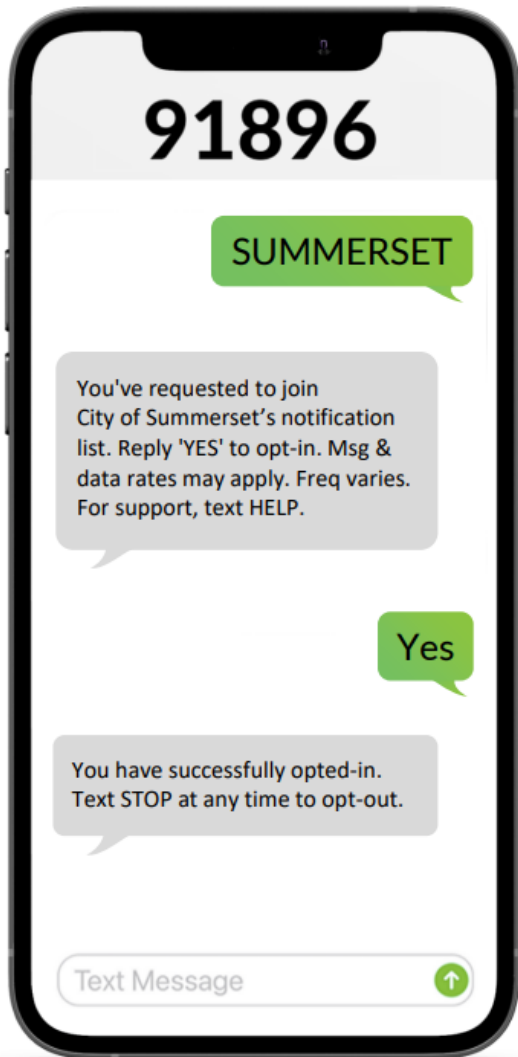 91896
SUMMERSET
You've requested to join
City of Summerset’s notification
list. Reply 'YES' to opt-in. Msg &
data rates may apply. Freq varies.
For support, text HELP.
Yes
You have successfully opted-in.
Text STOP at any time to opt-out.
Text Message